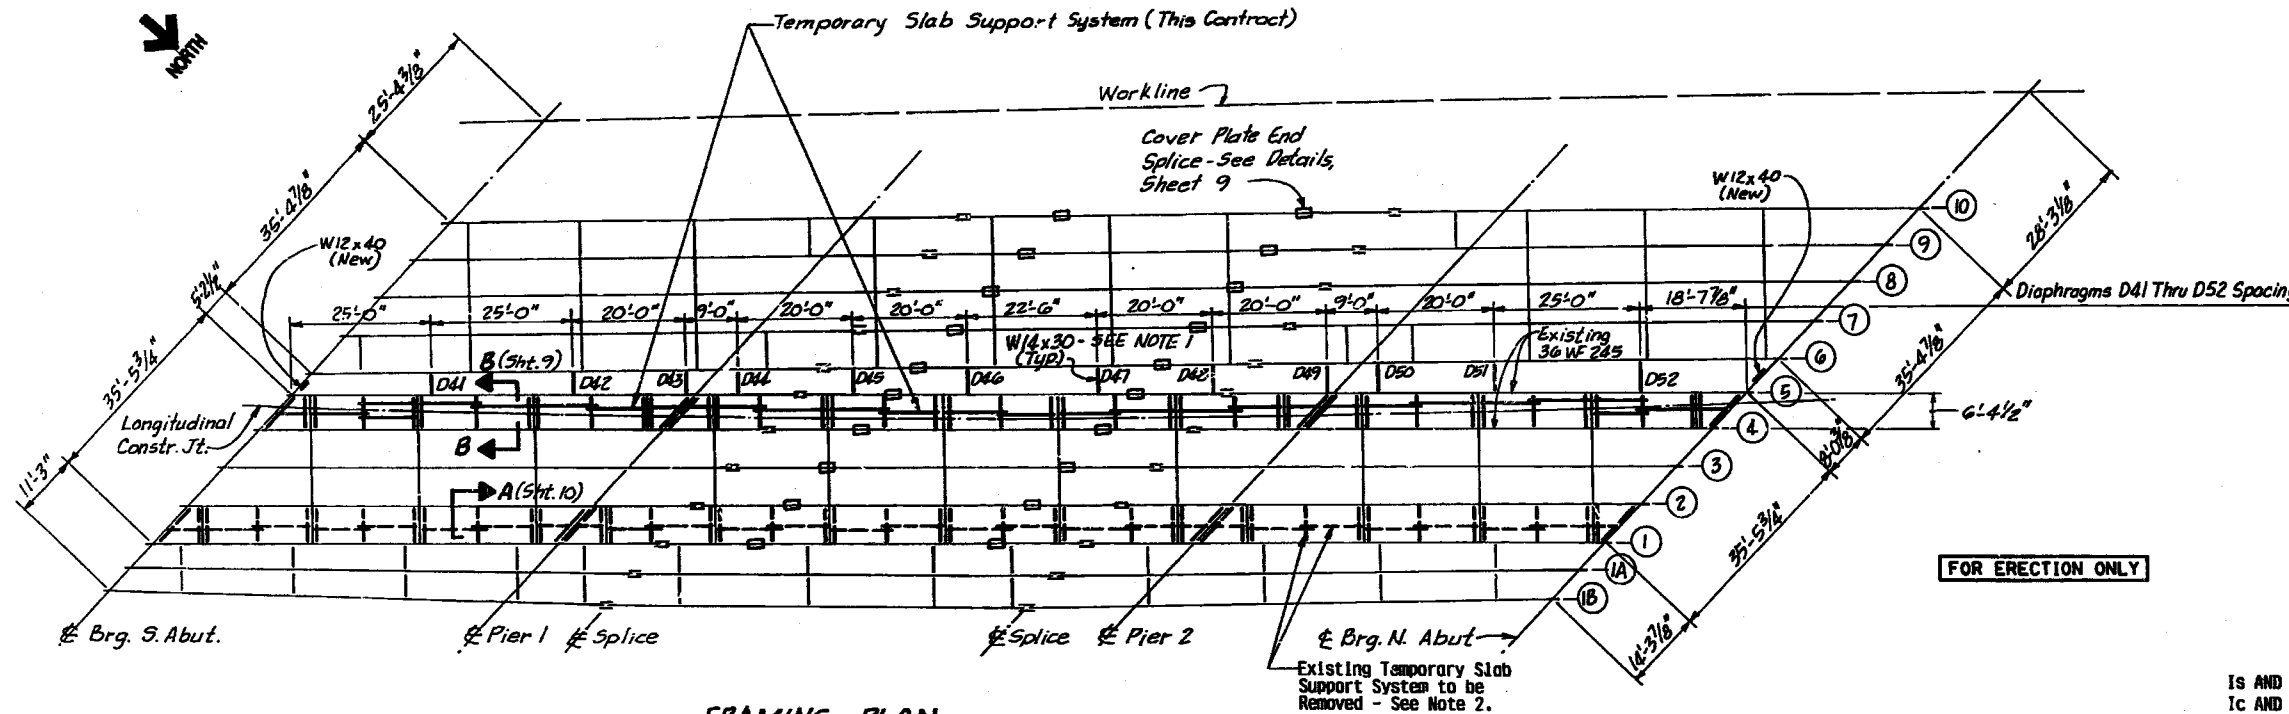 Temporary Slab Support System (This Contract)
NORTH
25'-4 3/8"
35'-4 7/8"
5'-2 1/2"
35'-5 3/4"
11'-3"
Workline
Cover Plate End
Splice - See Details,
Sheet 9
W12x40
(New)
W12x40
(New)
10
9
8
7
6
5
4
3
2
1
1A
1B
28'-3 1/8"
Diaphragms D41 Thru D52 Spacing
35'-4 7/8"
6'-4 1/2"
8'-0 3/8"
35'-5 3/4"
14'-3 7/8"
25'-0"
25'-0"
20'-0"
9'-0"
20'-0"
20'-0"
22'-6"
20'-0"
20'-0"
9'-0"
20'-0"
25'-0"
18'-7 7/8"
W14x30 - SEE NOTE 1
(Typ)
Existing
36 WF 245
B (Sht. 9)
D41
D42
D43
D44
D45
D46
D47
D48
D49
D50
D51
D52
Longitudinal
Constr. Jt.
B
A (Sht. 10)
FOR ERECTION ONLY
℄ Brg. S. Abut.
℄ Pier 1
℄ Splice
℄ Splice
℄ Pier 2
℄ Brg. N. Abut
Existing Temporary Slab
Support System to be
Removed - See Note 2.
Is AND
Ic AND
FRAMING PLAN